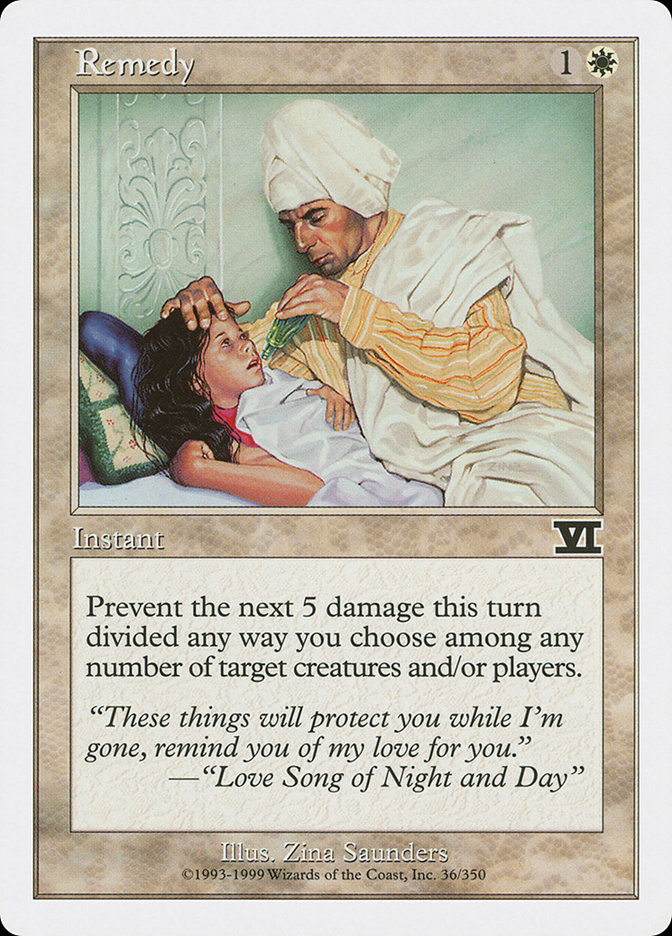 Remedy 1
Instant VI
Prevent the next 5 damage this turn
divided any way you choose among any
number of target creatures and/or players.
“These things will protect you while I’m
gone, remind you of my love for you.”
—“Love Song of Night and Day”
Illus. Zina Saunders
©1993-1999 Wizards of the Coast, Inc. 36/350